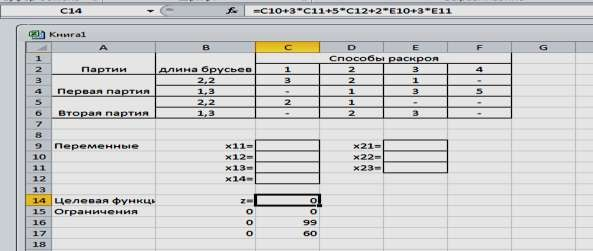 C14 fx =C10+3*C11+5*C12+2*E10+3*E11
Книга1
A B C D E F G H
1 Способы раскроя
2 Партии длина брусьев 1 2 3 4
3 2,2 3 2 1 -
4 Первая партия 1,3 - 1 3 5
5 2,2 2 1 - -
6 Вторая партия 1,3 - 2 3 -
7
8
9 Переменные x11= x21=
10 x12= x22=
11 x13= x23=
12 x14=
13
14 Целевая функци z= 0
15 Ограничения 0 0
16 0 99
17 0 60
18